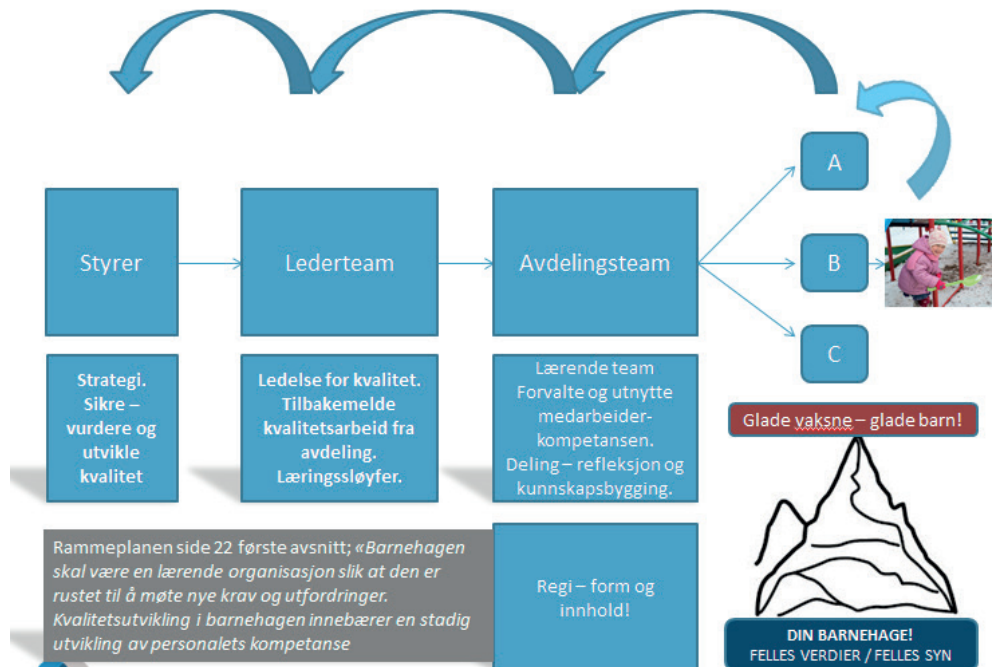 Styrer
Lederteam
Avdelingsteam
A
B
C
Strategi.
Sikre –
vurdere og
utvikle
kvalitet
Ledelse for kvalitet.
Tilbakemelde
kvalitetsarbeid fra
avdeling.
Læringssløyfer.
Lærende team
Forvalte og utnytte
medarbeider-
kompetansen.
Deling – refleksjon og
kunnskapsbygging.
Glade vaksne – glade barn!
Rammeplanen side 22 første avsnitt; «Barnehagen
skal være en lærende organisasjon slik at den er
rustet til å møte nye krav og utfordringer.
Kvalitetsutvikling i barnehagen innebærer en stadig
utvikling av personalets kompetanse
Regi – form og
innhold!
DIN BARNEHAGE!
FELLES VERDIER / FELLES SYN